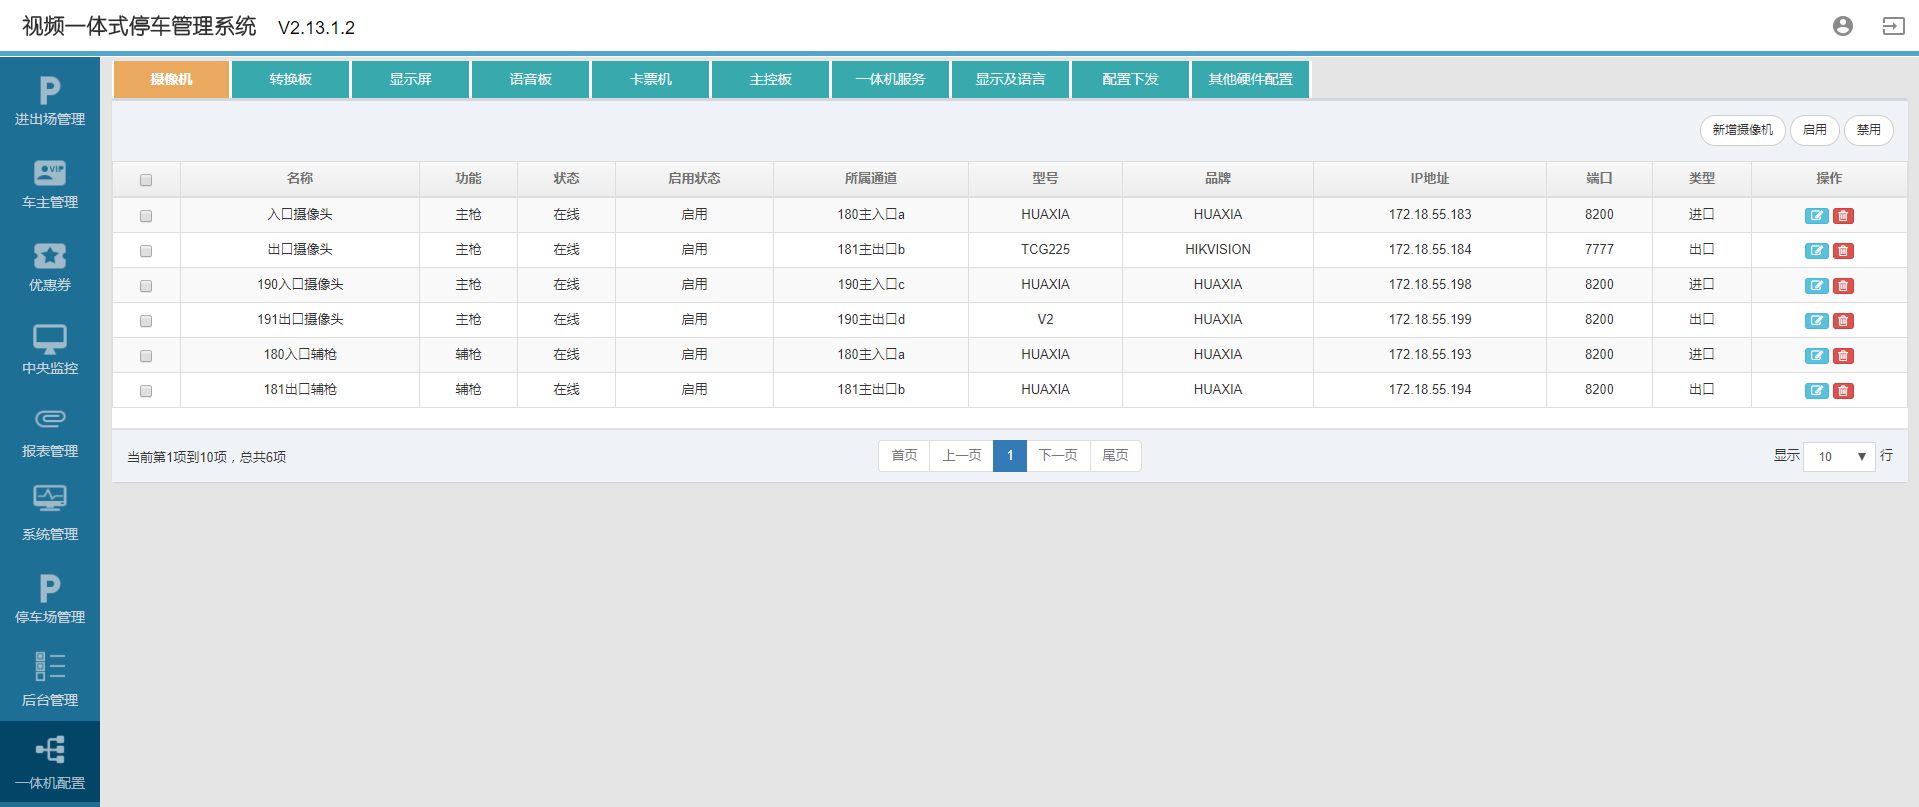 视频一体式停车管理系统 V2.13.1.2
摄像机 转换板 显示屏 语音板 卡票机 主控板 一体机服务 显示及语言 配置下发 其他硬件配置
进出场管理
VIP
车主管理
优惠券
中央监控
报表管理
系统管理
停车场管理
后台管理
一体机配置
新增摄像机 启用 禁用
名称 功能 状态 启用状态 所属通道 型号 品牌 IP地址 端口 类型 操作
入口摄像头 主枪 在线 启用 180主入口a HUAXIA HUAXIA 172.18.55.183 8200 进口
出口摄像头 主枪 在线 启用 181主出口b TCG225 HIKVISION 172.18.55.184 7777 出口
190入口摄像头 主枪 在线 启用 190主入口c HUAXIA HUAXIA 172.18.55.198 8200 进口
191出口摄像头 主枪 在线 启用 190主出口d V2 HUAXIA 172.18.55.199 8200 出口
180入口辅枪 辅枪 在线 启用 180主入口a HUAXIA HUAXIA 172.18.55.193 8200 进口
181出口辅枪 辅枪 在线 启用 181主出口b HUAXIA HUAXIA 172.18.55.194 8200 出口
当前第1项到10项，总共6项 首页 上一页 1 下一页 尾页 显示 10 行